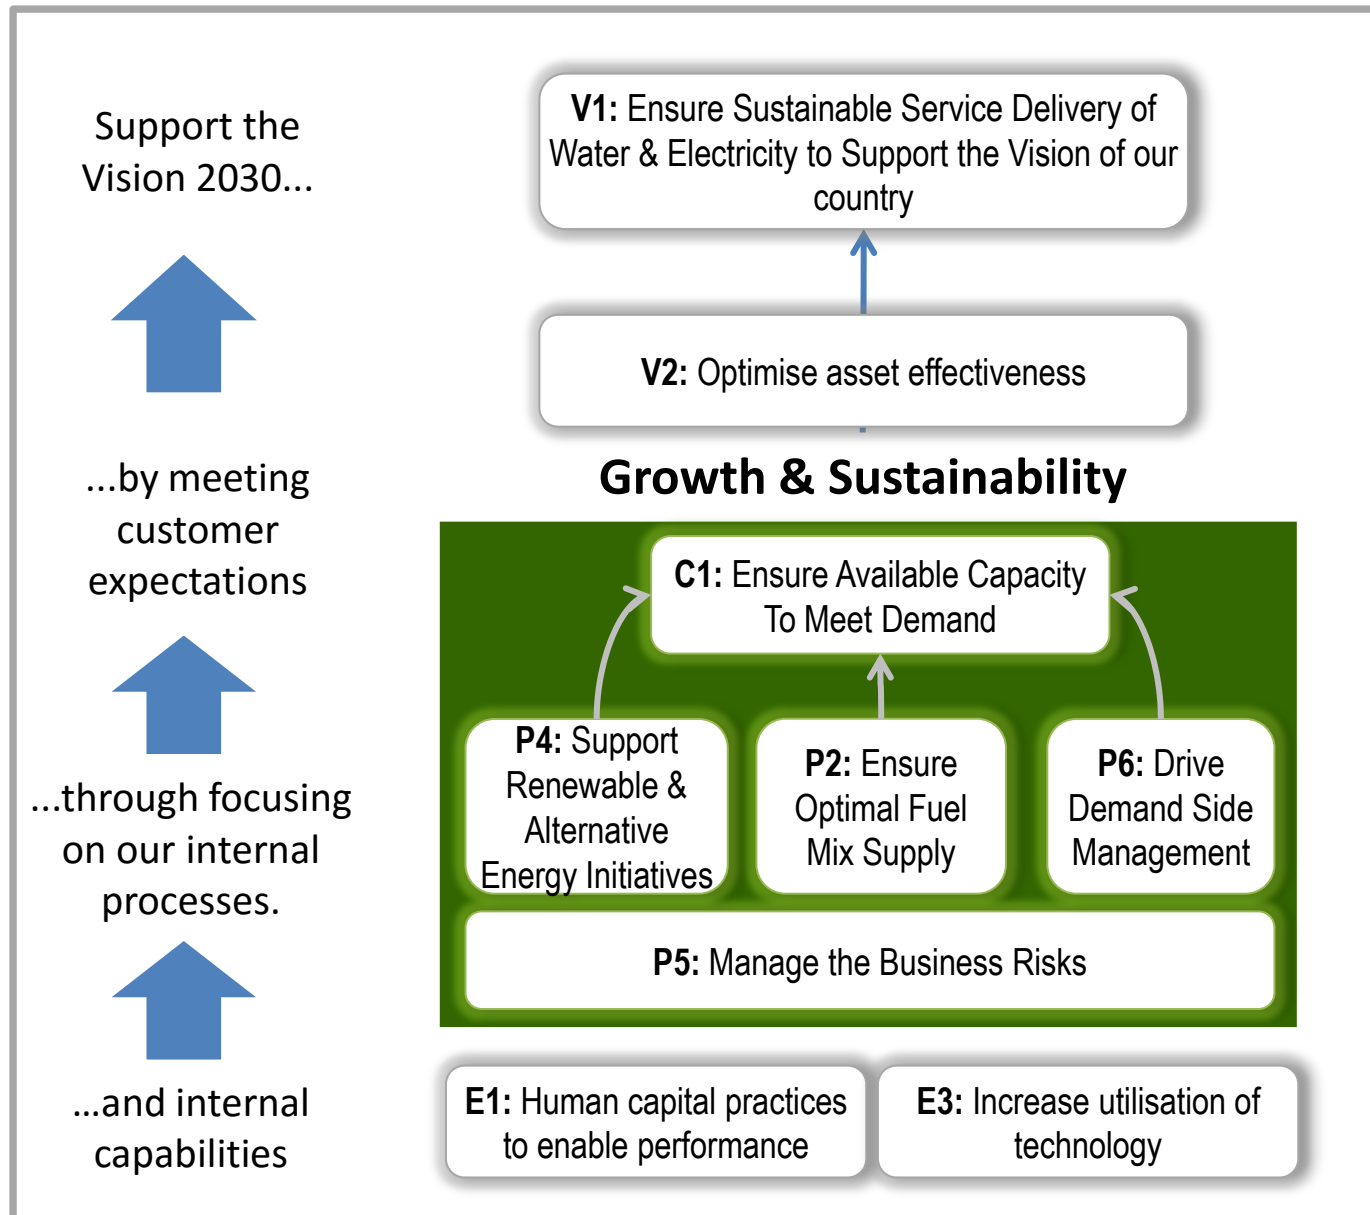 Support the
Vision 2030...
V1: Ensure Sustainable Service Delivery of
Water & Electricity to Support the Vision of our
country
V2: Optimise asset effectiveness
...by meeting
customer
expectations
Growth & Sustainability
C1: Ensure Available Capacity
To Meet Demand
...through focusing
on our internal
processes.
P4: Support
Renewable &
Alternative
Energy Initiatives
P2: Ensure
Optimal Fuel
Mix Supply
P6: Drive
Demand Side
Management
P5: Manage the Business Risks
...and internal
capabilities
E1: Human capital practices
to enable performance
E3: Increase utilisation of
technology